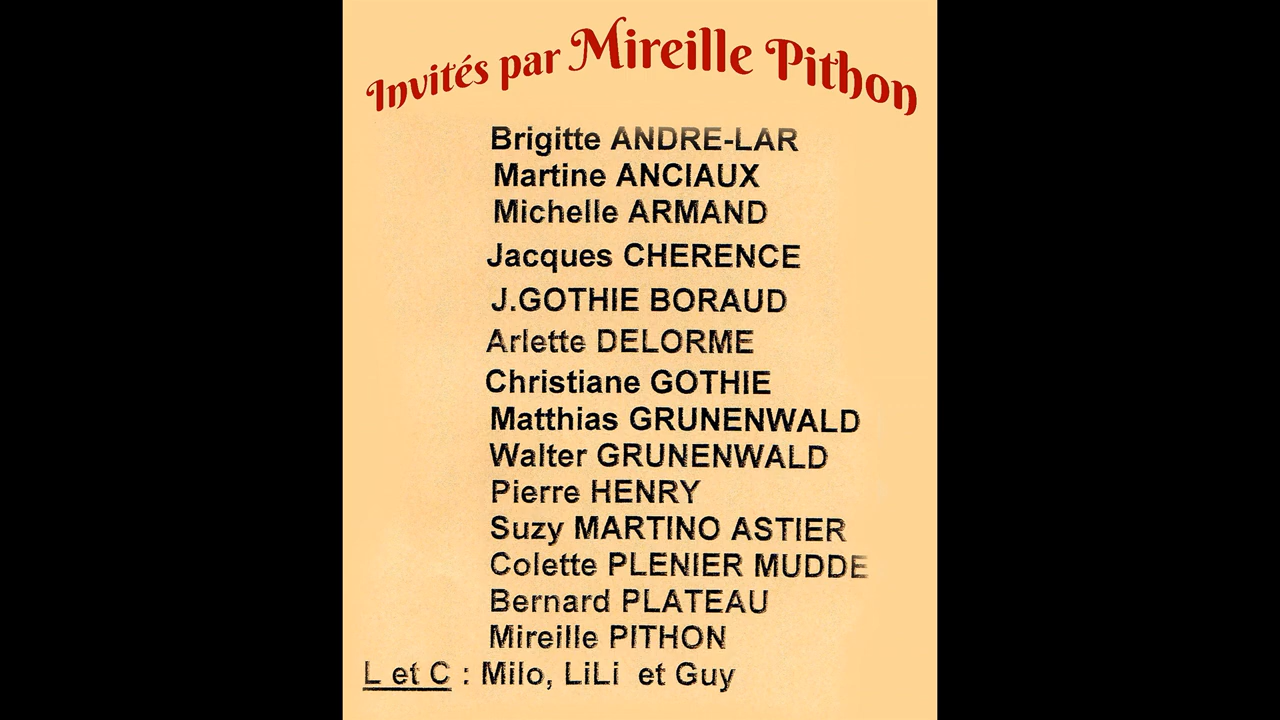 Invités par Mireille Pithon
Brigitte ANDRE-LAR
Martine ANCIAUX
Michelle ARMAND
Jacques CHERENCE
J.GOTHIE BORAUD
Arlette DELORME
Christiane GOTHIE
Matthias GRUNENWALD
Walter GRUNENWALD
Pierre HENRY
Suzy MARTINO ASTIER
Colette PLENIER MUDDE
Bernard PLATEAU
Mireille PITHON
L et C : Milo, LiLi et Guy